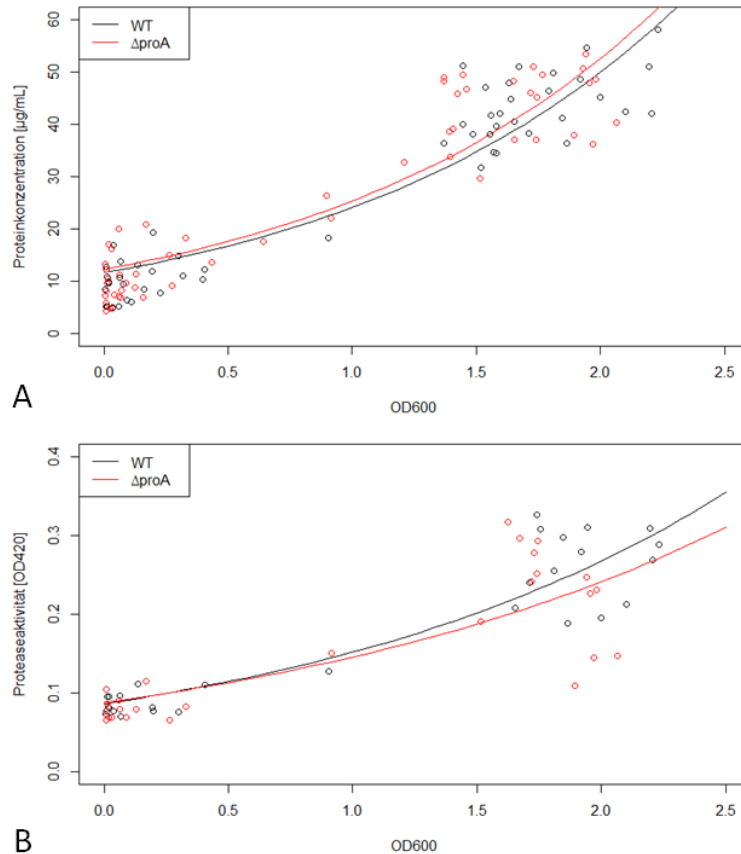 WT
ΔproA
Proteinkonzentration [µg/mL]
60
50
40
30
20
10
0
0.0 0.5 1.0 1.5 2.0 2.5
OD600
A
WT
ΔproA
Proteaseaktivität [OD420]
0.4
0.3
0.2
0.1
0.0
0.0 0.5 1.0 1.5 2.0 2.5
OD600
B